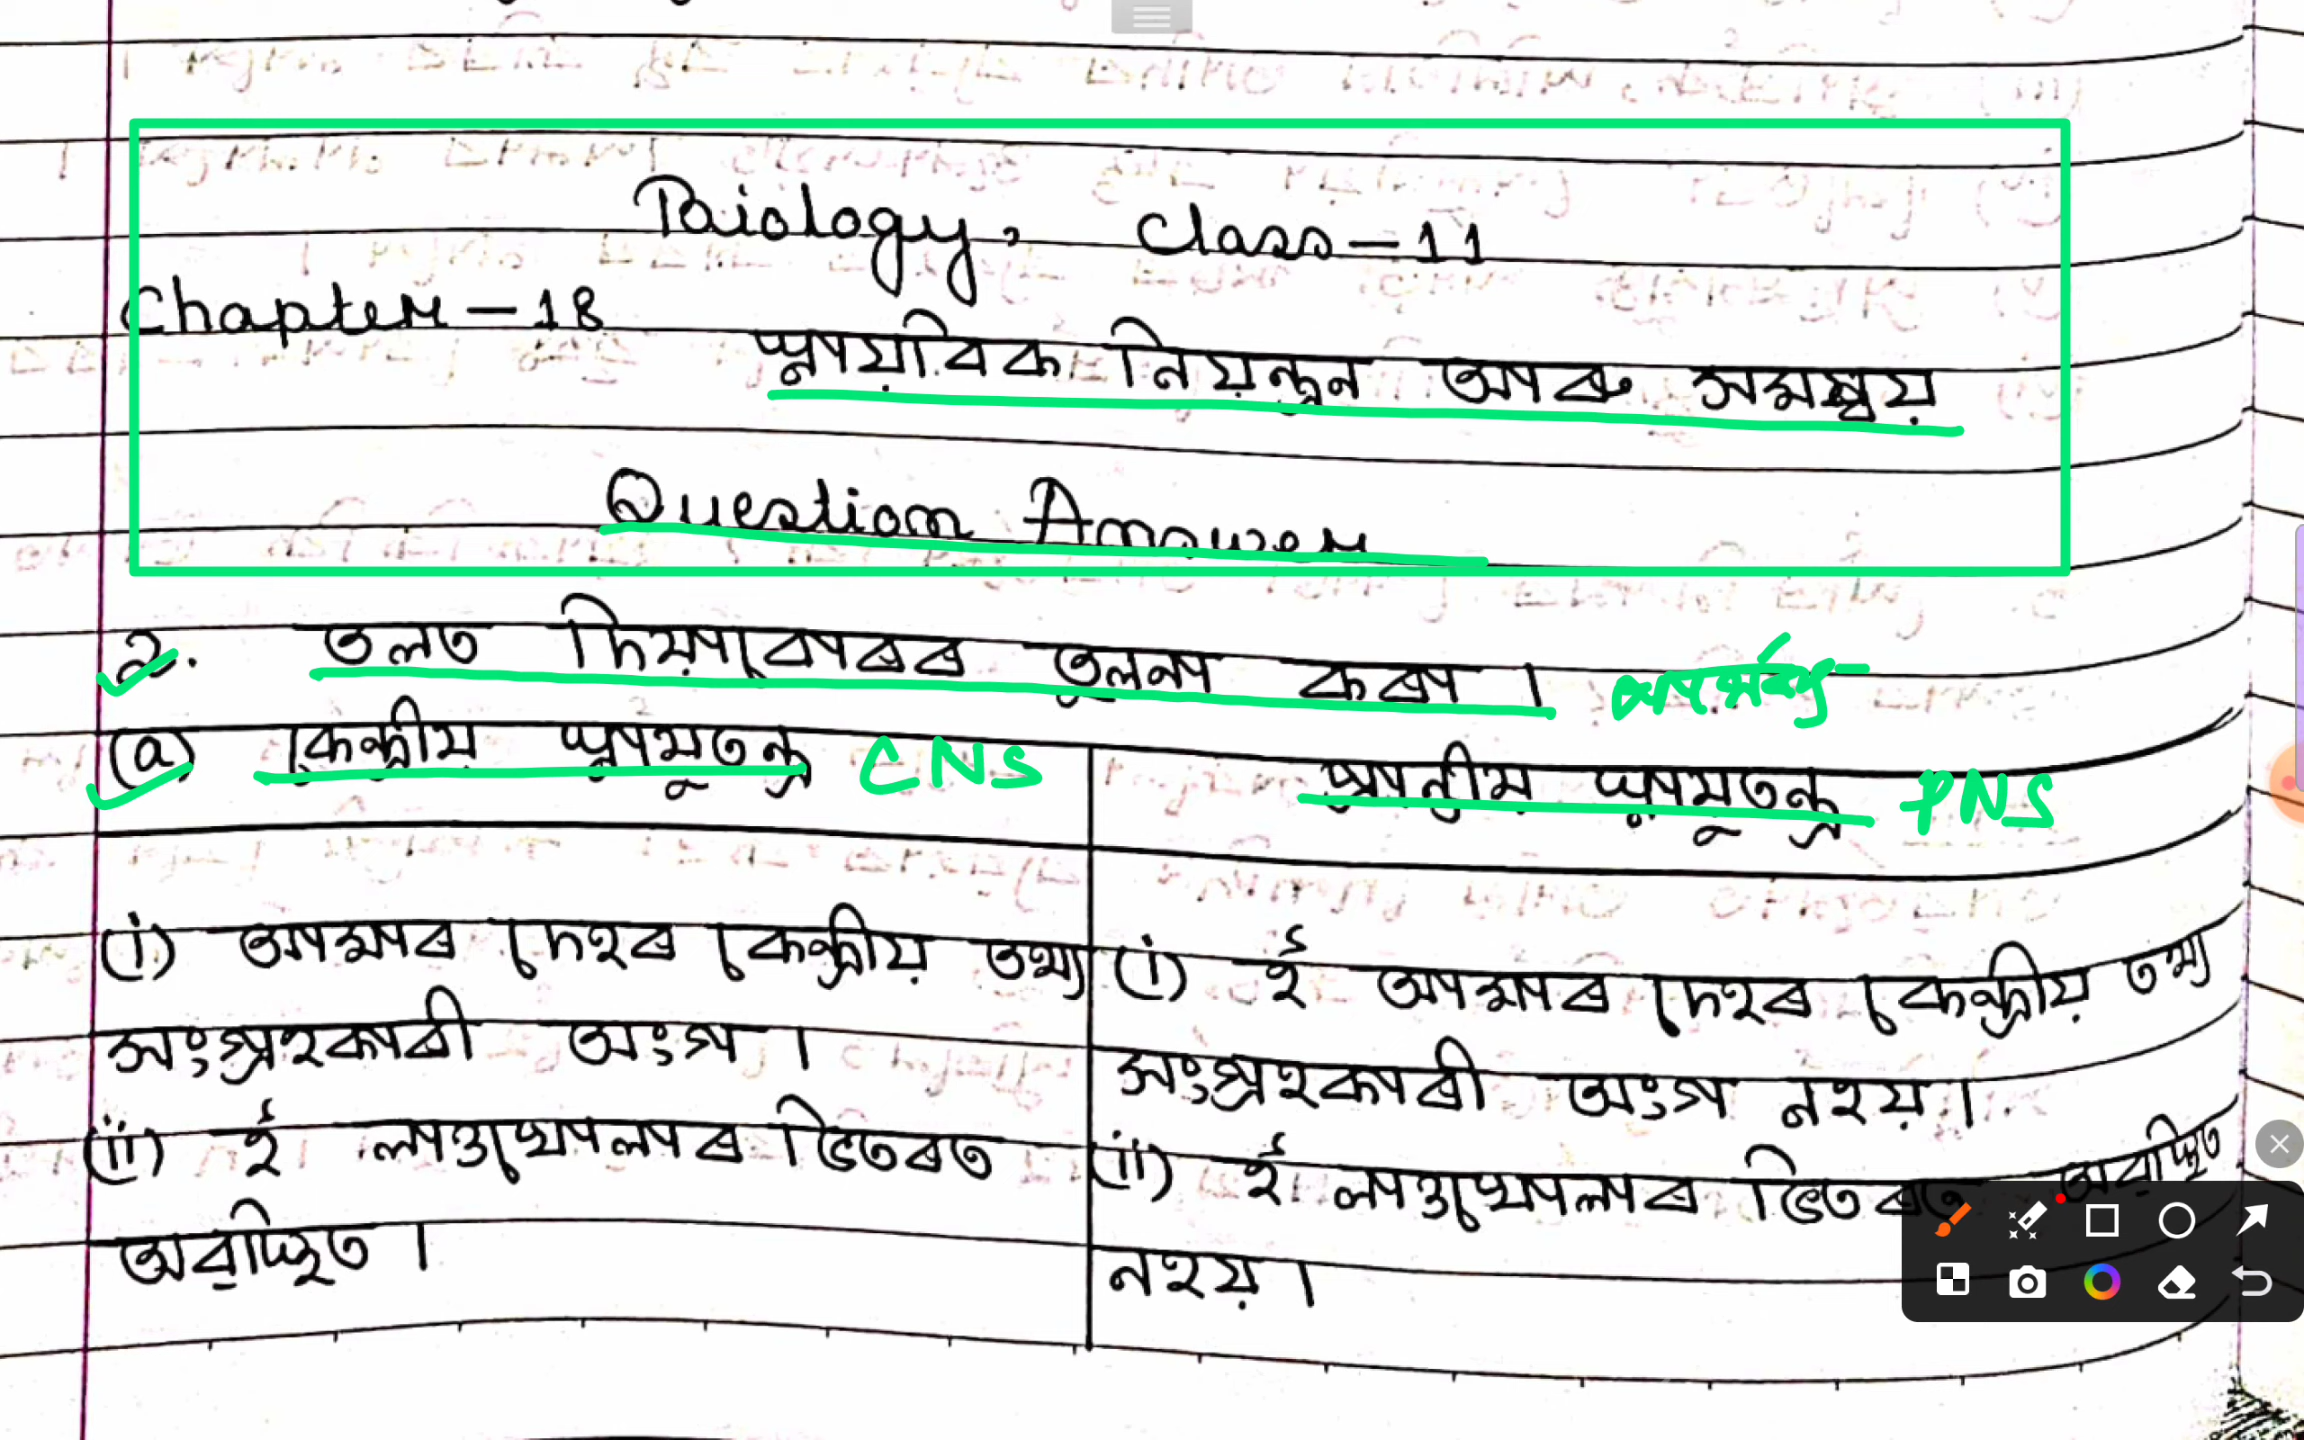 Biology, Class-11
Chapter-18
স্নায়বিক নিয়ন্ত্ৰন আৰু সমন্বয়
Question Answer
2. তলত দিয়াবোৰৰ তুলনা কৰা । পাৰ্থক্য
(a) কেন্দ্ৰীয় স্নায়ুতন্ত্ৰ CNS
প্ৰান্তীয় স্নায়ুতন্ত্ৰ PNS
(i) আমাৰ দেহৰ কেন্দ্ৰীয় তথ্য
সংগ্ৰহকাৰী অংগ ।
(ii) ই লাওখোলাৰ ভিতৰত
অৱস্থিত ।
(i) ই আমাৰ দেহৰ কেন্দ্ৰীয় তথ্য
সংগ্ৰহকাৰী অংগ নহয় ।
(ii) ই লাওখোলাৰ ভিতৰত অৱস্থিত
নহয় ।